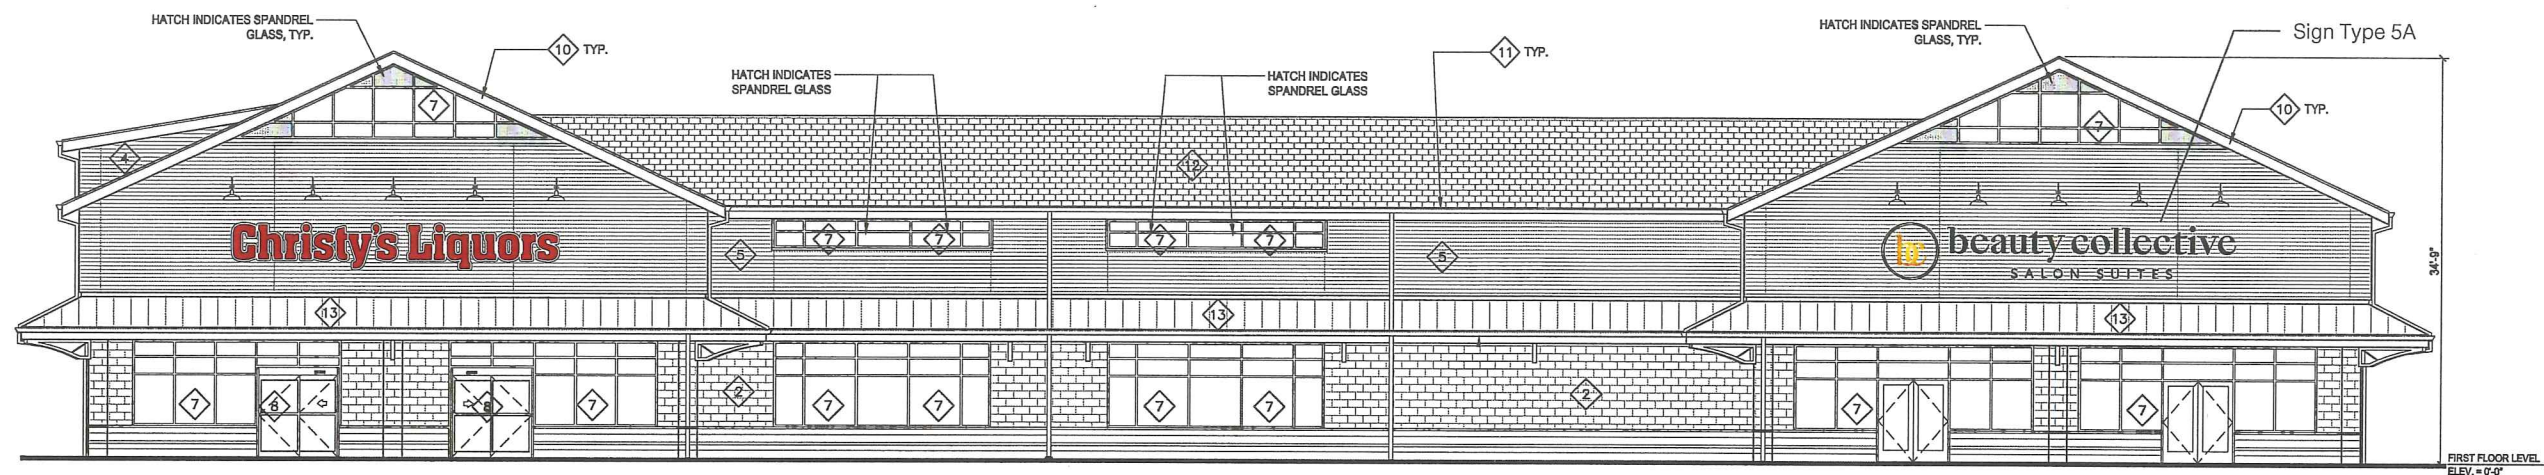 HATCH INDICATES SPANDREL
GLASS, TYP.
10 TYP.
HATCH INDICATES
SPANDREL GLASS
HATCH INDICATES
SPANDREL GLASS
11 TYP.
HATCH INDICATES SPANDREL
GLASS, TYP.
Sign Type 5A
10 TYP.
7
7
4
12
Christy's Liquors
5
7
7
7
7
5
bc beauty collective
SALON SUITES
34'-9"
13
13
13
7
8
8
7
2
7
7
7
7
2
7
7
FIRST FLOOR LEVEL
ELEV. = 0'-0"